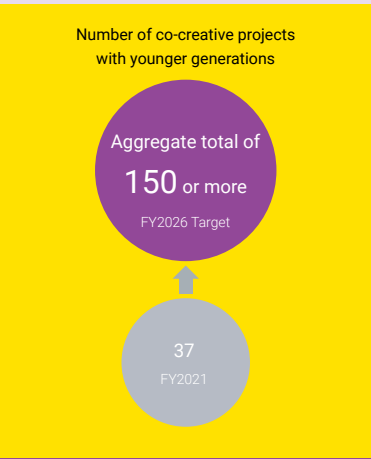 Number of co-creative projects
with younger generations
Aggregate total of
150 or more
FY2026 Target
37
FY2021